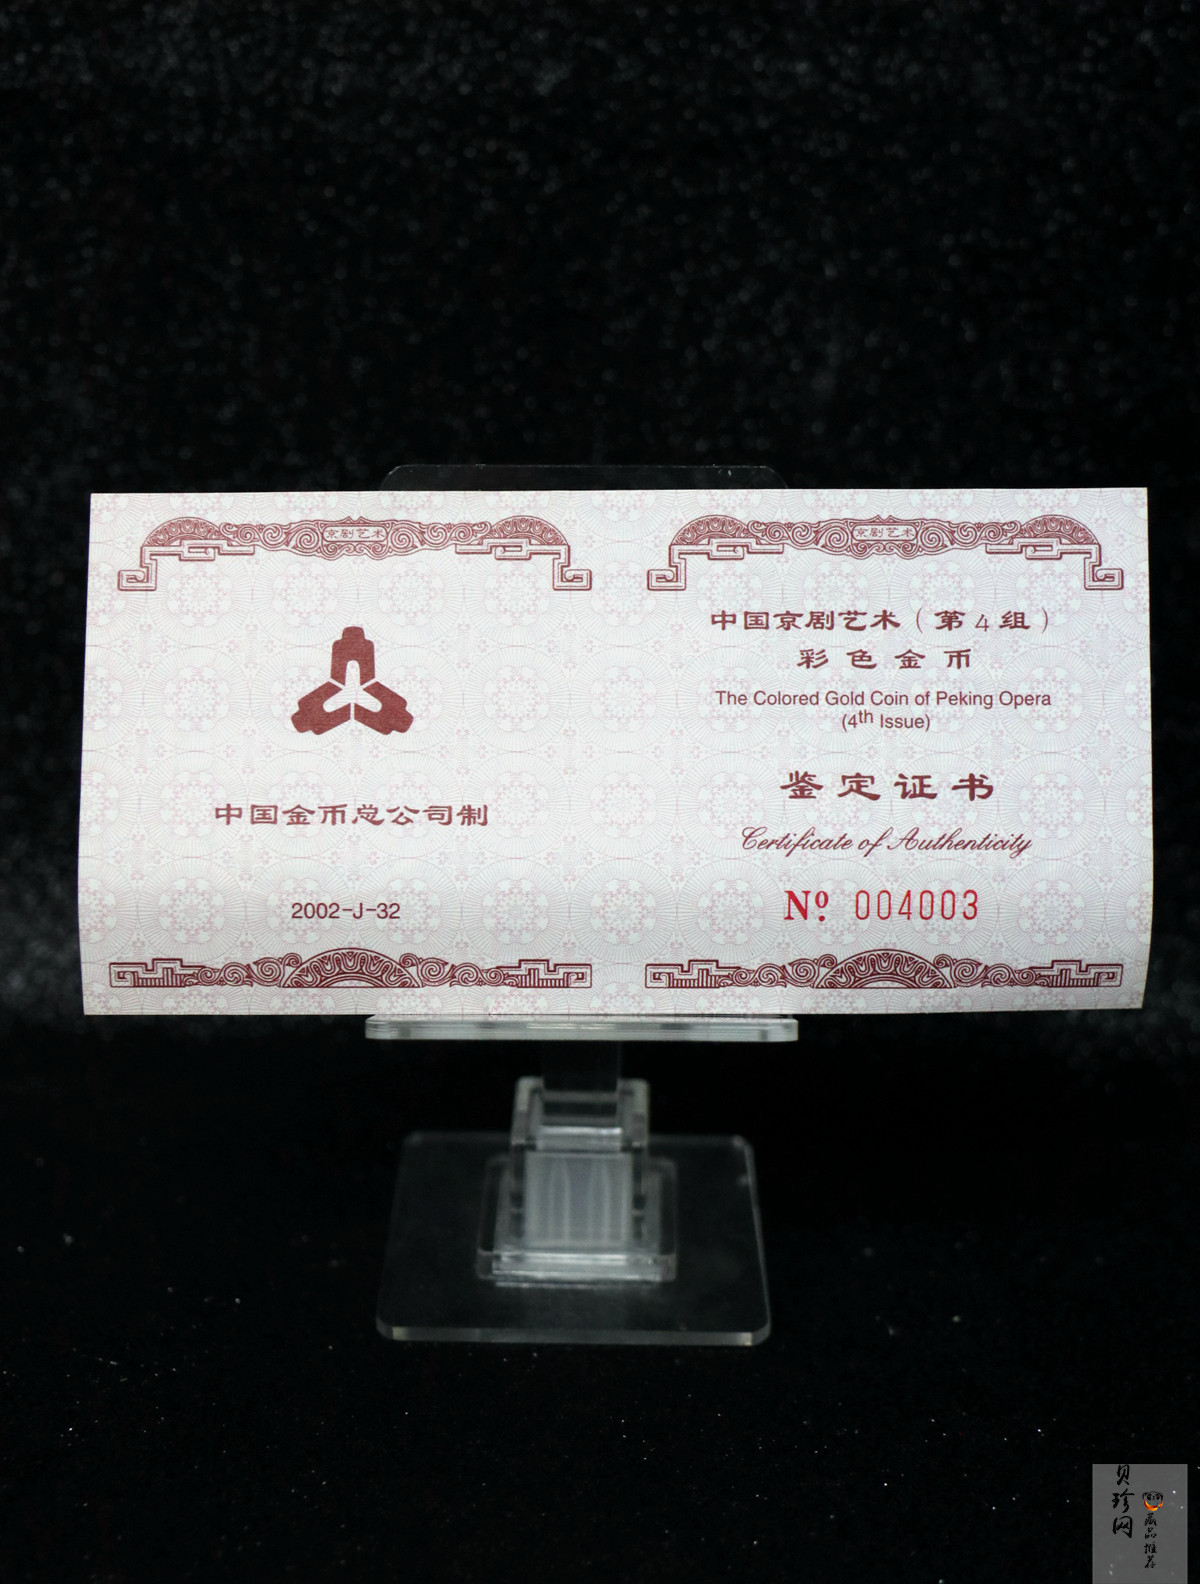 京剧艺术
中国金币总公司制
2002-J-32
京剧艺术
中国京剧艺术（第4组）
彩色金币
The Colored Gold Coin of Peking Opera
(4th Issue)
鉴定证书
Certificate of Authenticity
Nº 004003
贝珍网
藏品推荐